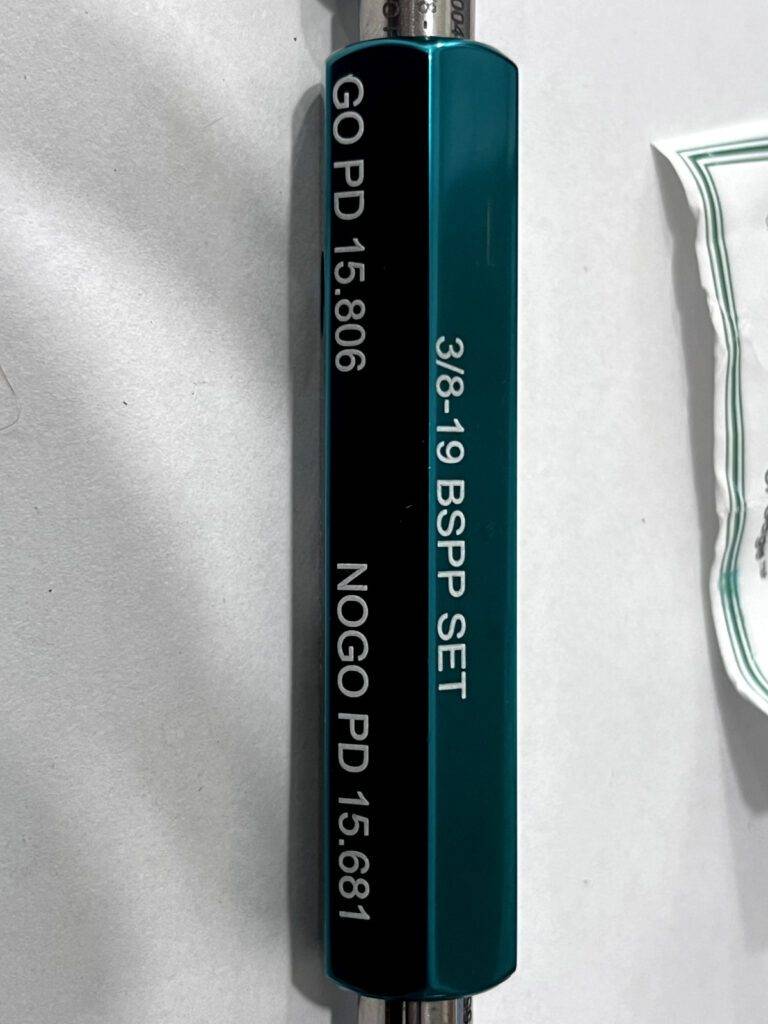 GO PD 15.806
NOGO PD 15.681
3/8-19 BSPP SET